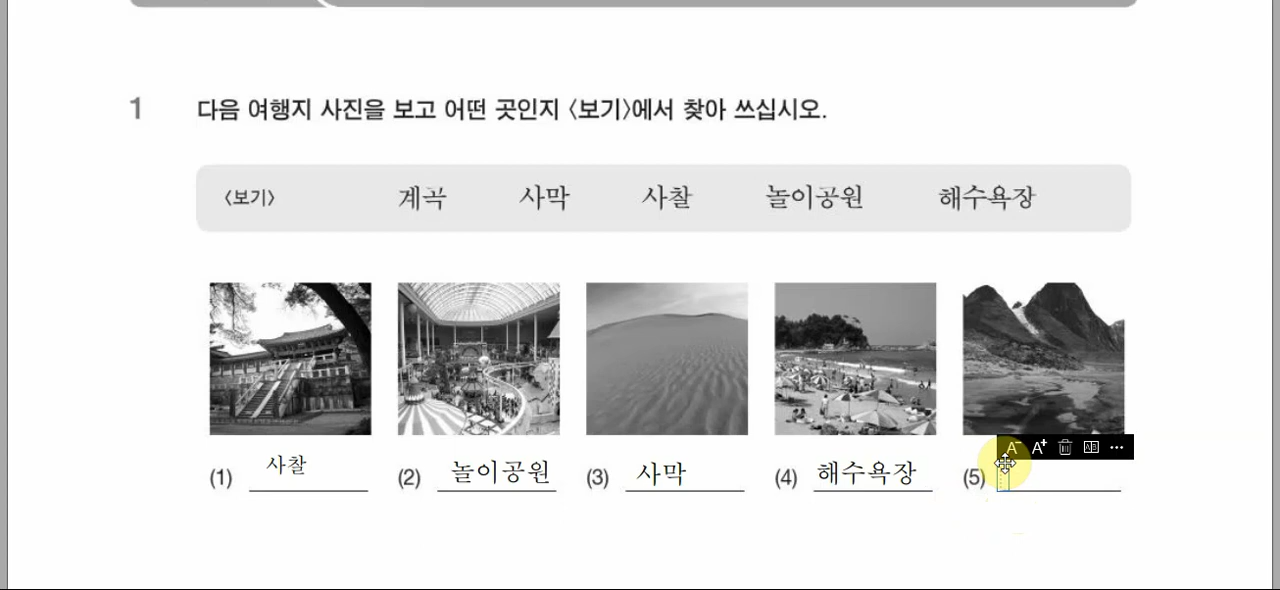 1 다음 여행지 사진을 보고 어떤 곳인지 〈보기〉에서 찾아 쓰십시오.
〈보기〉 계곡 사막 사찰 놀이공원 해수욕장
(1) 사찰 (2) 놀이공원 (3) 사막 (4) 해수욕장 (5)